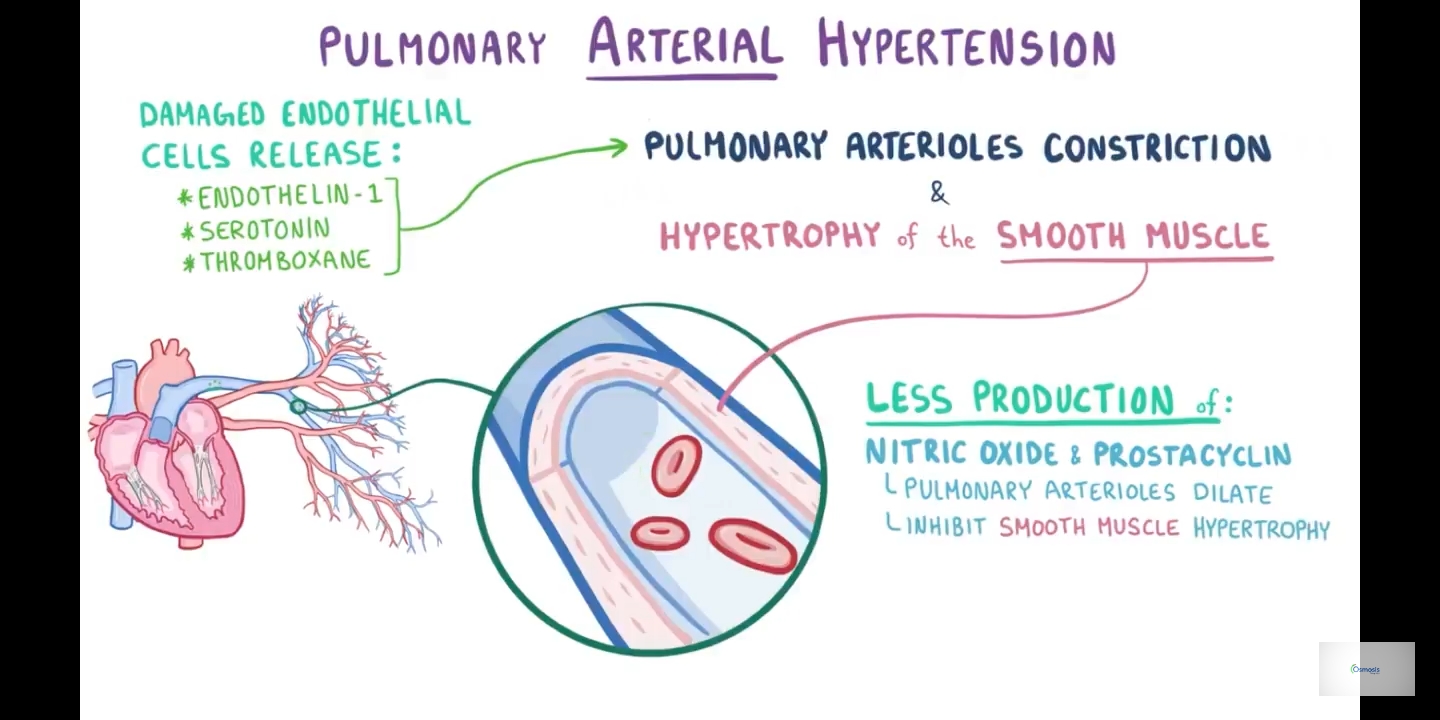 PULMONARY ARTERIAL HYPERTENSION
DAMAGED ENDOTHELIAL
CELLS RELEASE:
* ENDOTHELIN-1
* SEROTONIN
* THROMBOXANE
PULMONARY ARTERIOLES CONSTRICTION
&
HYPERTROPHY of the SMOOTH MUSCLE
LESS PRODUCTION of:
NITRIC OXIDE & PROSTACYCLIN
PULMONARY ARTERIOLES DILATE
INHIBIT SMOOTH MUSCLE HYPERTROPHY
Osmosis